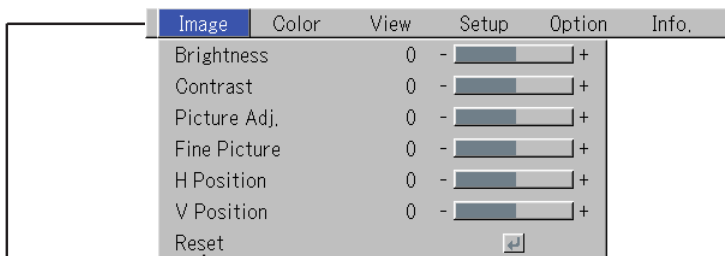 Image Color View Setup Option Info.
Brightness 0 - +
Contrast 0 - +
Picture Adj. 0 - +
Fine Picture 0 - +
H Position 0 - +
V Position 0 - +
Reset